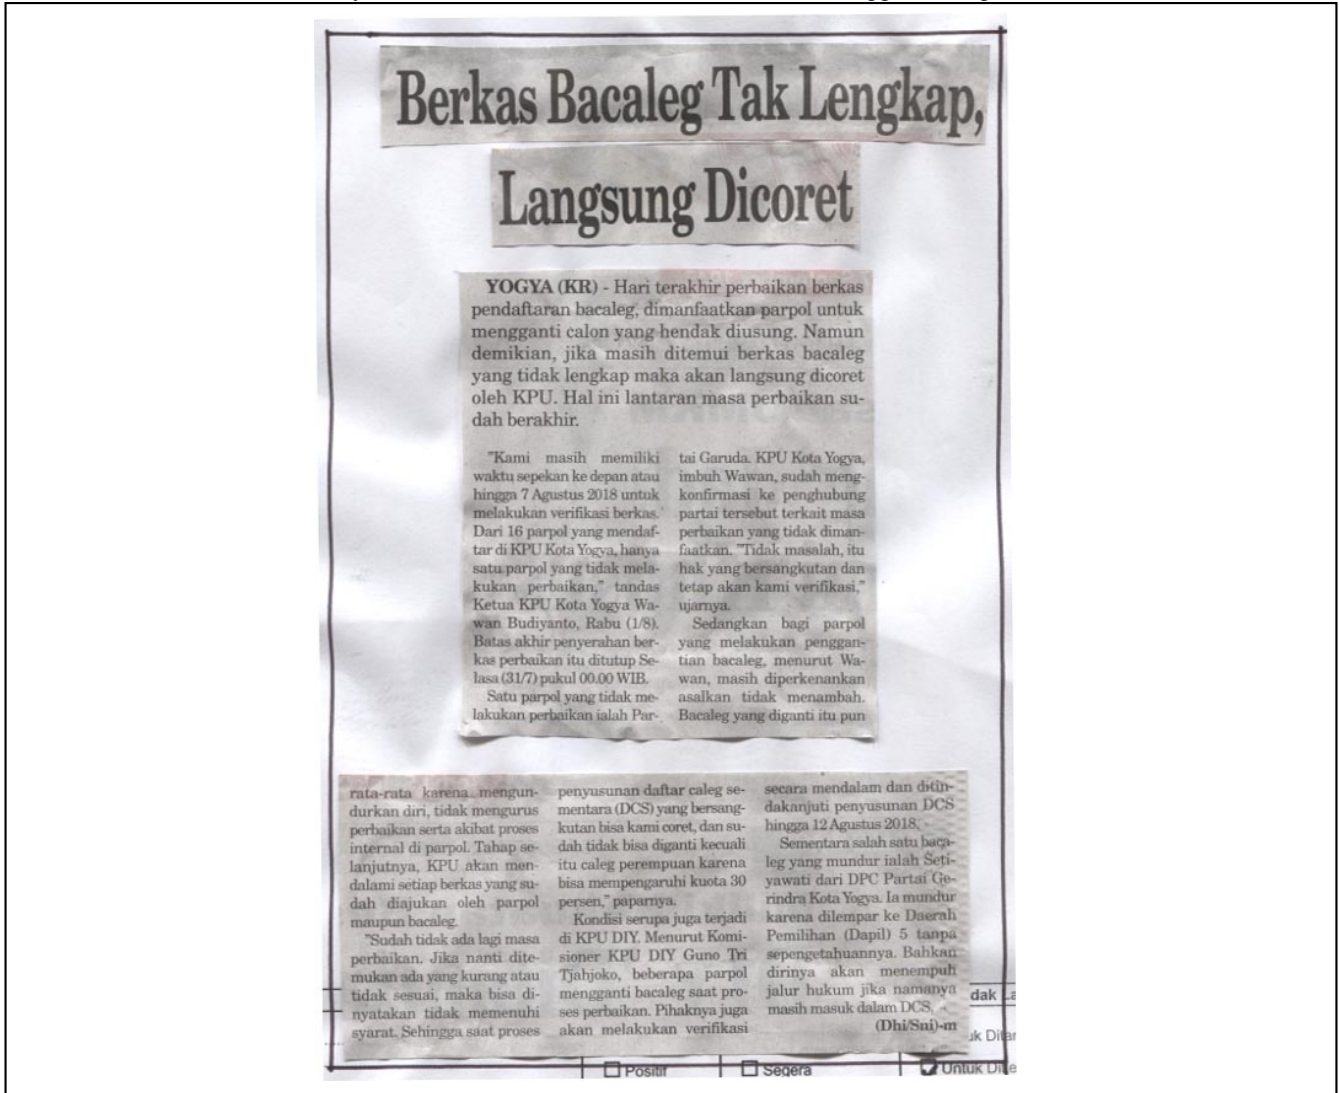 Berkas Bacaleg Tak Lengkap,
Langsung Dicoret
YOGYA (KR) - Hari terakhir perbaikan berkas
pendaftaran bacaleg, dimanfaatkan parpol untuk
mengganti calon yang hendak diusung. Namun
demikian, jika masih ditemui berkas bacaleg
yang tidak lengkap maka akan langsung dicoret
oleh KPU. Hal ini lantaran masa perbaikan su-
dah berakhir.
"Kami masih memiliki
waktu sepekan ke depan atau
hingga 7 Agustus 2018 untuk
melakukan verifikasi berkas.
Dari 16 parpol yang mendaf-
tar di KPU Kota Yogya, hanya
satu parpol yang tidak mela-
kukan perbaikan," tandas
Ketua KPU Kota Yogya Wa-
wan Budiyanto, Rabu (1/8).
Batas akhir penyerahan ber-
kas perbaikan itu ditutup Se-
lasa (31/7) pukul 00.00 WIB.
Satu parpol yang tidak me-
lakukan perbaikan ialah Par-
tai Garuda. KPU Kota Yogya,
imbuh Wawan, sudah meng-
konfirmasi ke penghubung
partai tersebut terkait masa
perbaikan yang tidak diman-
faatkan. "Tidak masalah, itu
hak yang bersangkutan dan
tetap akan kami verifikasi,"
ujarnya.
Sedangkan bagi parpol
yang melakukan penggan-
tian bacaleg, menurut Wa-
wan, masih diperkenankan
asalkan tidak menambah.
Bacaleg yang diganti itu pun
rata-rata karena mengun-
durkan diri, tidak mengurus
perbaikan serta akibat proses
internal di parpol. Tahap se-
lanjutnya, KPU akan men-
dalami setiap berkas yang su-
dah diajukan oleh parpol
maupun bacaleg.
"Sudah tidak ada lagi masa
perbaikan. Jika nanti dite-
mukan ada yang kurang atau
tidak sesuai, maka bisa di-
nyatakan tidak memenuhi
syarat. Sehingga saat proses
penyusunan daftar caleg se-
mentara (DCS) yang bersang-
kutan bisa kami coret, dan su-
dah tidak bisa diganti kecuali
itu caleg perempuan karena
bisa mempengaruhi kuota 30
persen," paparnya.
Kondisi serupa juga terjadi
di KPU DIY. Menurut Komi-
sioner KPU DIY Guno Tri
Tjahjoko, beberapa parpol
mengganti bacaleg saat pro-
ses perbaikan. Pihaknya juga
akan melakukan verifikasi
secara mendalam dan ditin-
dakanjuti penyusunan DCS
hingga 12 Agustus 2018.
Sementara salah satu baca-
leg yang mundur ialah Seti-
yawati dari DPC Partai Ge-
rindra Kota Yogya. Ia mundur
karena dilempar ke Daerah
Pemilihan (Dapil) 5 tanpa
sepengetahuannya. Bahkan
dirinya akan menempuh
jalur hukum jika namanya
masih masuk dalam DCS.
(Dhi/Sni)-m
dak
Positif
Segera
Untuk